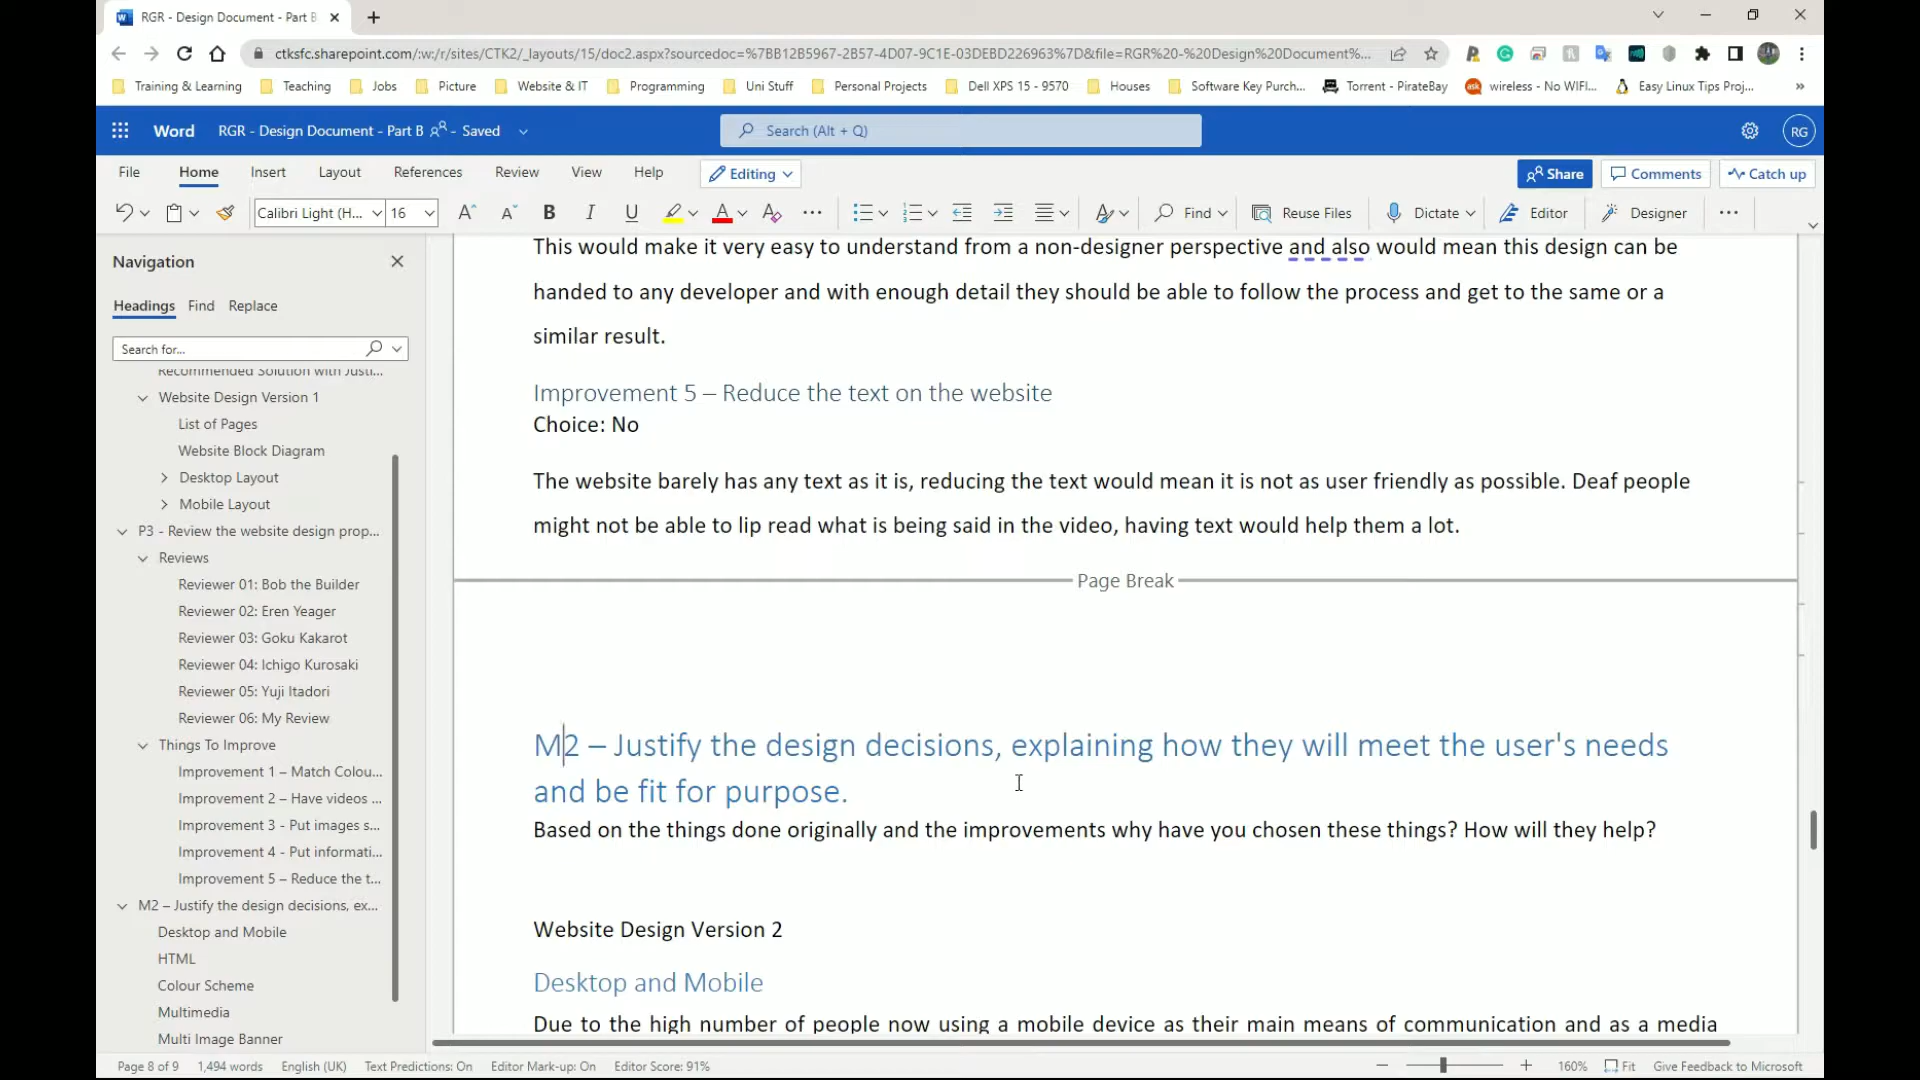 RGR - Design Document - Part B
ctksfc.sharepoint.com/:w:/r/sites/CTK2/_layouts/15/doc2.aspx?sourcedoc=%7BB12B5967-2B57-4D07-9C1E-03DEBD226963%7D&file=RGR%20-%20Design%20Document%...
Training & Learning Teaching Jobs Picture Website & IT Programming Uni Stuff Personal Projects Dell XPS 15 - 9570 Houses Software Key Purch... Torrent - PirateBay wireless - No WIFI... Easy Linux Tips Proj... »
Word RGR - Design Document - Part B - Saved Search (Alt + Q) RG
File Home Insert Layout References Review View Help Editing Share Comments Catch up
Calibri Light (H... 16 A A B I U A A Find Reuse Files Dictate Editor Designer
Navigation
Headings Find Replace
Search for...
Recommended Solution with Justi...
Website Design Version 1
List of Pages
Website Block Diagram
Desktop Layout
Mobile Layout
P3 - Review the website design prop...
Reviews
Reviewer 01: Bob the Builder
Reviewer 02: Eren Yeager
Reviewer 03: Goku Kakarot
Reviewer 04: Ichigo Kurosaki
Reviewer 05: Yuji Itadori
Reviewer 06: My Review
Things To Improve
Improvement 1 – Match Colou...
Improvement 2 – Have videos ...
Improvement 3 - Put images s...
Improvement 4 - Put informati...
Improvement 5 – Reduce the t...
M2 – Justify the design decisions, ex...
Desktop and Mobile
HTML
Colour Scheme
Multimedia
Multi Image Banner
This would make it very easy to understand from a non-designer perspective and also would mean this design can be
handed to any developer and with enough detail they should be able to follow the process and get to the same or a
similar result.
Improvement 5 – Reduce the text on the website
Choice: No
The website barely has any text as it is, reducing the text would mean it is not as user friendly as possible. Deaf people
might not be able to lip read what is being said in the video, having text would help them a lot.
Page Break
M2 – Justify the design decisions, explaining how they will meet the user's needs
and be fit for purpose.
Based on the things done originally and the improvements why have you chosen these things? How will they help?
Website Design Version 2
Desktop and Mobile
Due to the high number of people now using a mobile device as their main means of communication and as a media
Page 8 of 9 1,494 words English (UK) Text Predictions: On Editor Mark-up: On Editor Score: 91% 160% Fit Give Feedback to Microsoft